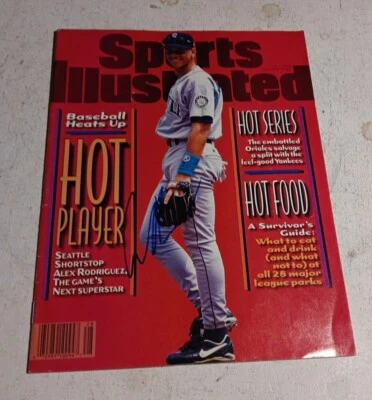 Sports
Illustrated
Baseball
Heats Up
HOT
PLAYER
SEATTLE
SHORTSTOP
ALEX RODRIGUEZ,
THE GAME'S
NEXT SUPERSTAR
HOT SERIES
The embattled
Orioles salvage
a split with the
feel-good Yankees
HOT FOOD
A Survivor's
Guide: What to eat
and drink
(and what
not to) at
all 28 major
league parks